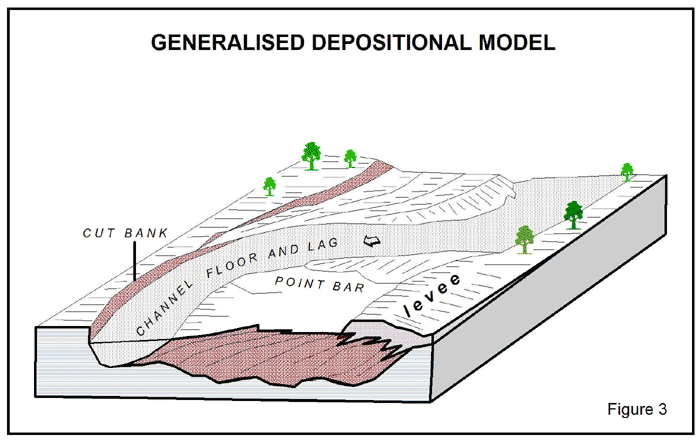 GENERALISED DEPOSITIONAL MODEL
CUT BANK
CHANNEL FLOOR AND LAG
POINT BAR
levee
Figure 3